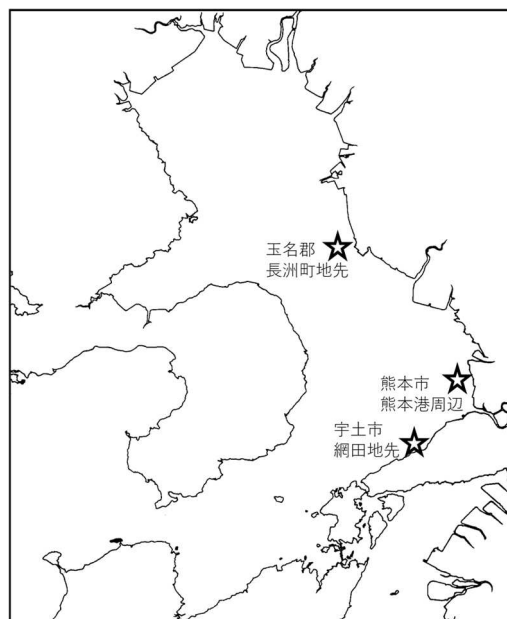 玉名郡
長洲町地先
熊本市
熊本港周辺
宇土市
網田地先